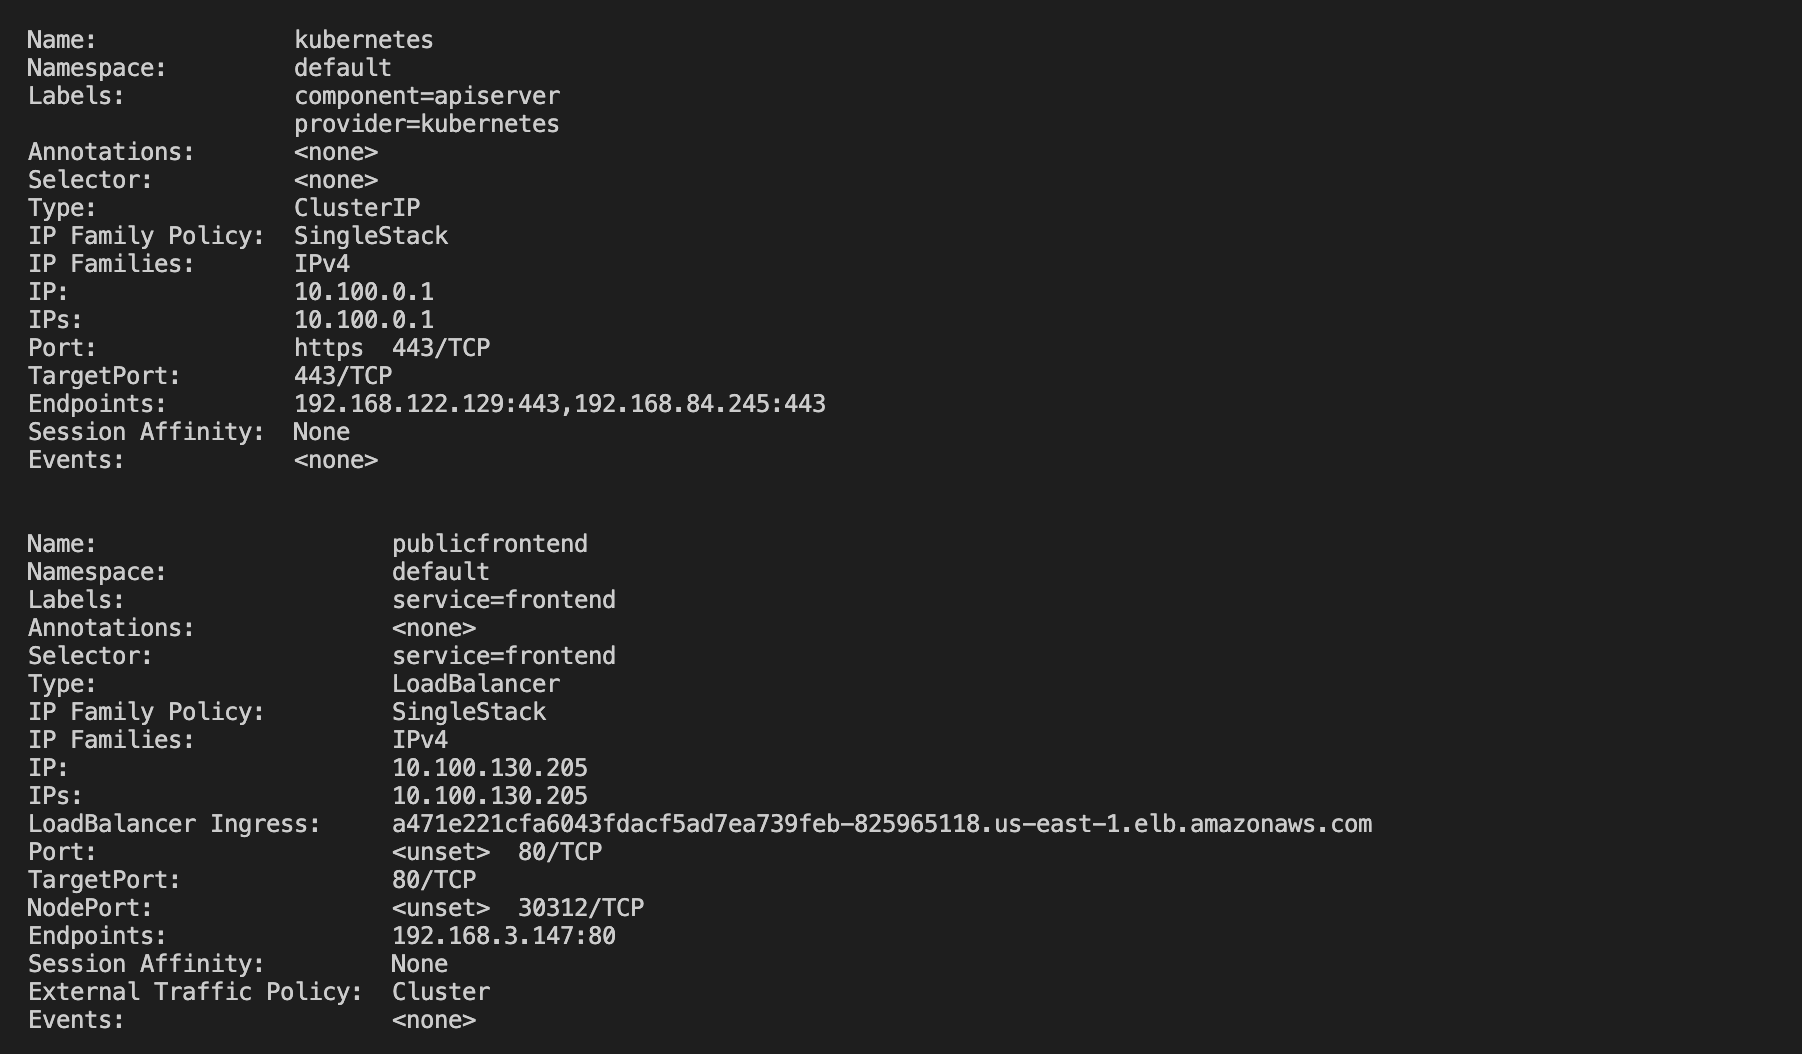 Name:              kubernetes
Namespace:         default
Labels:            component=apiserver
                   provider=kubernetes
Annotations:       <none>
Selector:          <none>
Type:              ClusterIP
IP Family Policy:  SingleStack
IP Families:       IPv4
IP:                10.100.0.1
IPs:               10.100.0.1
Port:              https  443/TCP
TargetPort:        443/TCP
Endpoints:         192.168.122.129:443,192.168.84.245:443
Session Affinity:  None
Events:            <none>

Name:                     publicfrontend
Namespace:                default
Labels:                   service=frontend
Annotations:              <none>
Selector:                 service=frontend
Type:                     LoadBalancer
IP Family Policy:         SingleStack
IP Families:              IPv4
IP:                       10.100.130.205
IPs:                      10.100.130.205
LoadBalancer Ingress:     a471e221cfa6043fdacf5ad7ea739feb-825965118.us-east-1.elb.amazonaws.com
Port:                     <unset>  80/TCP
TargetPort:               80/TCP
NodePort:                 <unset>  30312/TCP
Endpoints:                192.168.3.147:80
Session Affinity:         None
External Traffic Policy:  Cluster
Events:                   <none>